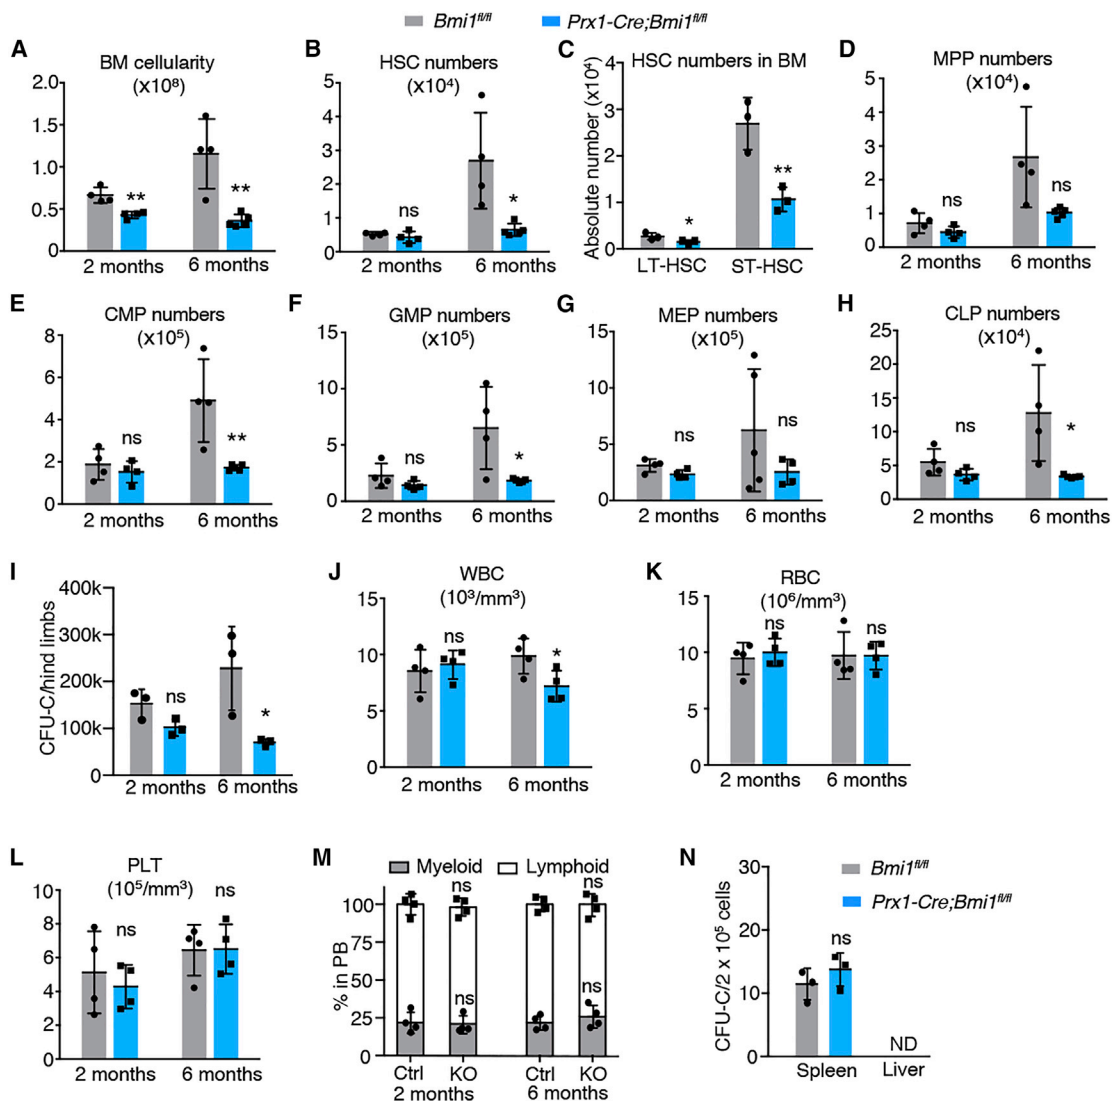 Bmi1fl/fl Prx1-Cre;Bmi1fl/fl
A
BM cellularity
(x10⁸)
2.0
1.5
1.0
0.5
0
**
**
2 months 6 months
B
HSC numbers
(x10⁴)
5
4
3
2
1
0
ns
*
2 months 6 months
C
HSC numbers in BM
Absolute number (x10⁴)
4
3
2
1
0
*
**
LT-HSC ST-HSC
D
MPP numbers
(x10⁴)
5
4
3
2
1
0
ns
ns
2 months 6 months
E
CMP numbers
(x10⁵)
8
6
4
2
0
ns
**
2 months 6 months
F
GMP numbers
(x10⁵)
15
10
5
0
ns
*
2 months 6 months
G
MEP numbers
(x10⁵)
15
10
5
0
ns
ns
2 months 6 months
H
CLP numbers
(x10⁴)
25
20
15
10
5
0
ns
*
2 months 6 months
I
CFU-C/hind limbs
400k
300k
200k
100k
0
ns
*
2 months 6 months
J
WBC
(10³/mm³)
15
10
5
0
ns
*
2 months 6 months
K
RBC
(10⁶/mm³)
15
10
5
0
ns
ns
2 months 6 months
L
PLT
(10⁵/mm³)
10
8
6
4
2
0
ns
ns
2 months 6 months
M
Myeloid Lymphoid
% in PB
100
75
50
25
0
ns
ns
ns
ns
Ctrl KO Ctrl KO
2 months 6 months
N
Bmi1fl/fl
Prx1-Cre;Bmi1fl/fl
CFU-C/2 x 10⁵ cells
30
20
10
0
ns
ND
Spleen Liver